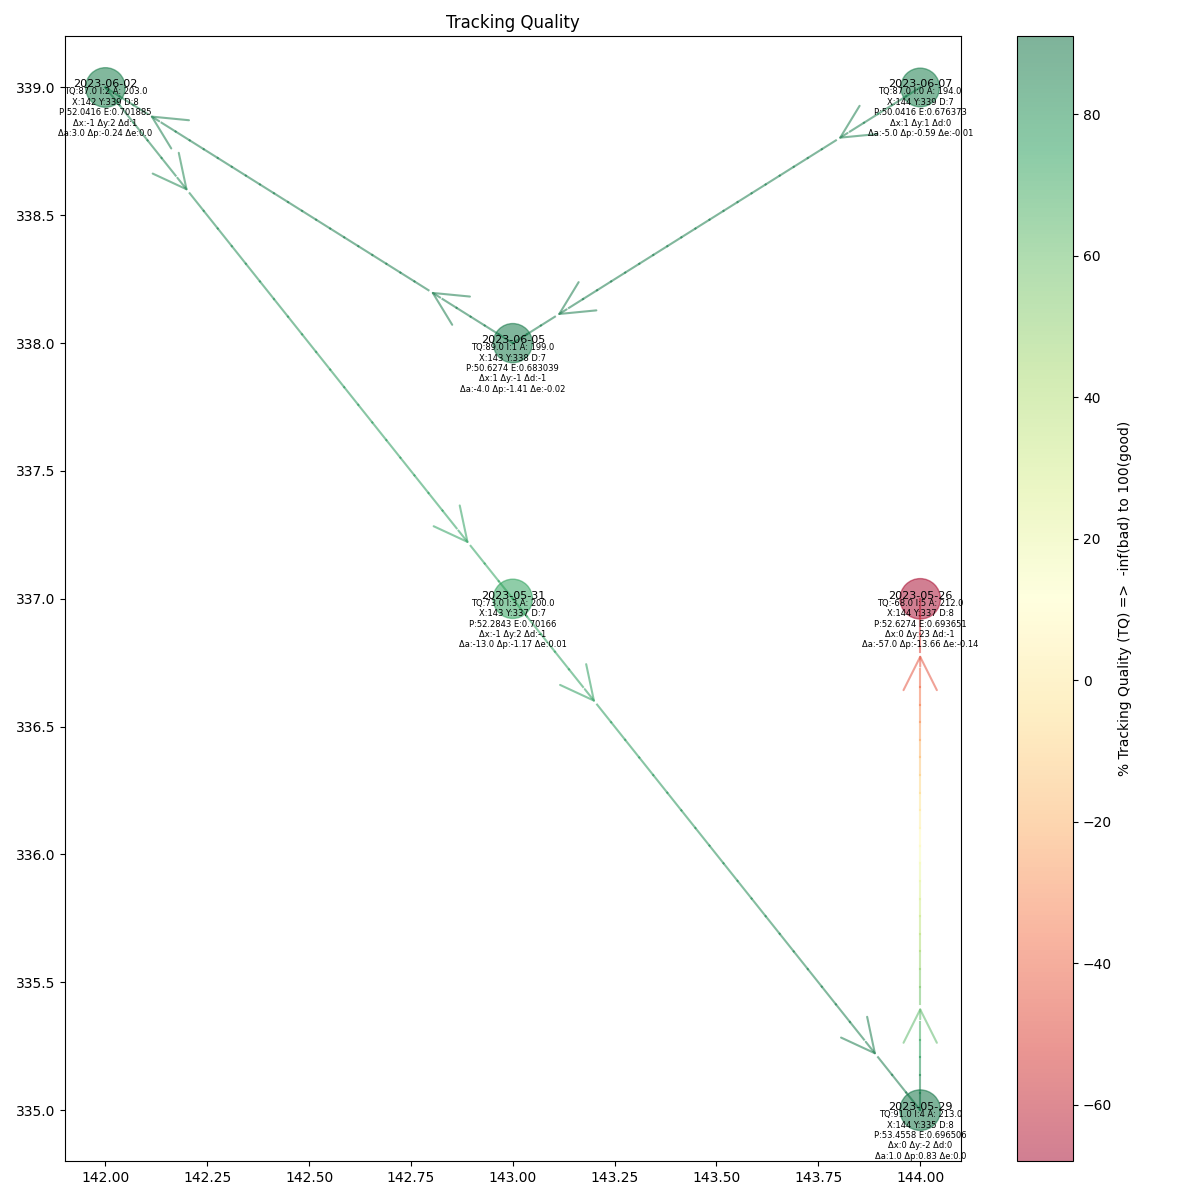 Tracking Quality
339.0
338.5
338.0
337.5
337.0
336.5
336.0
335.5
335.0
2023-06-02
TQ:87.0 I:2 A: 203.0
X:142 Y:339 D:8
P:52.0416 E:0.701885
Δx:-1 Δy:2 Δd:1
Δa:3.0 Δp:-0.24 Δe:0.0
2023-06-07
TQ:87.0 I:0 A: 194.0
X:144 Y:339 D:7
P:50.0416 E:0.676373
Δx:1 Δy:1 Δd:0
Δa:-5.0 Δp:-0.59 Δe:-0.01
2023-06-05
TQ:89.0 I:1 A: 199.0
X:143 Y:338 D:7
P:50.6274 E:0.683039
Δx:1 Δy:-1 Δd:-1
Δa:-4.0 Δp:-1.41 Δe:-0.02
2023-05-31
TQ:73.0 I:3 A: 200.0
X:143 Y:337 D:7
P:52.2843 E:0.70166
Δx:-1 Δy:2 Δd:-1
Δa:-13.0 Δp:-1.17 Δe:0.01
2023-05-26
TQ:-68.0 I:5 A: 212.0
X:144 Y:337 D:8
P:52.6274 E:0.693651
Δx:0 Δy:23 Δd:-1
Δa:-57.0 Δp:-13.66 Δe:-0.14
2023-05-29
TQ:91.0 I:4 A: 213.0
X:144 Y:335 D:8
P:53.4558 E:0.696506
Δx:0 Δy:-2 Δd:0
Δa:1.0 Δp:0.83 Δe:0.0
142.00 142.25 142.50 142.75 143.00 143.25 143.50 143.75 144.00
80
60
40
20
0
−20
−40
−60
% Tracking Quality (TQ) => -inf(bad) to 100(good)